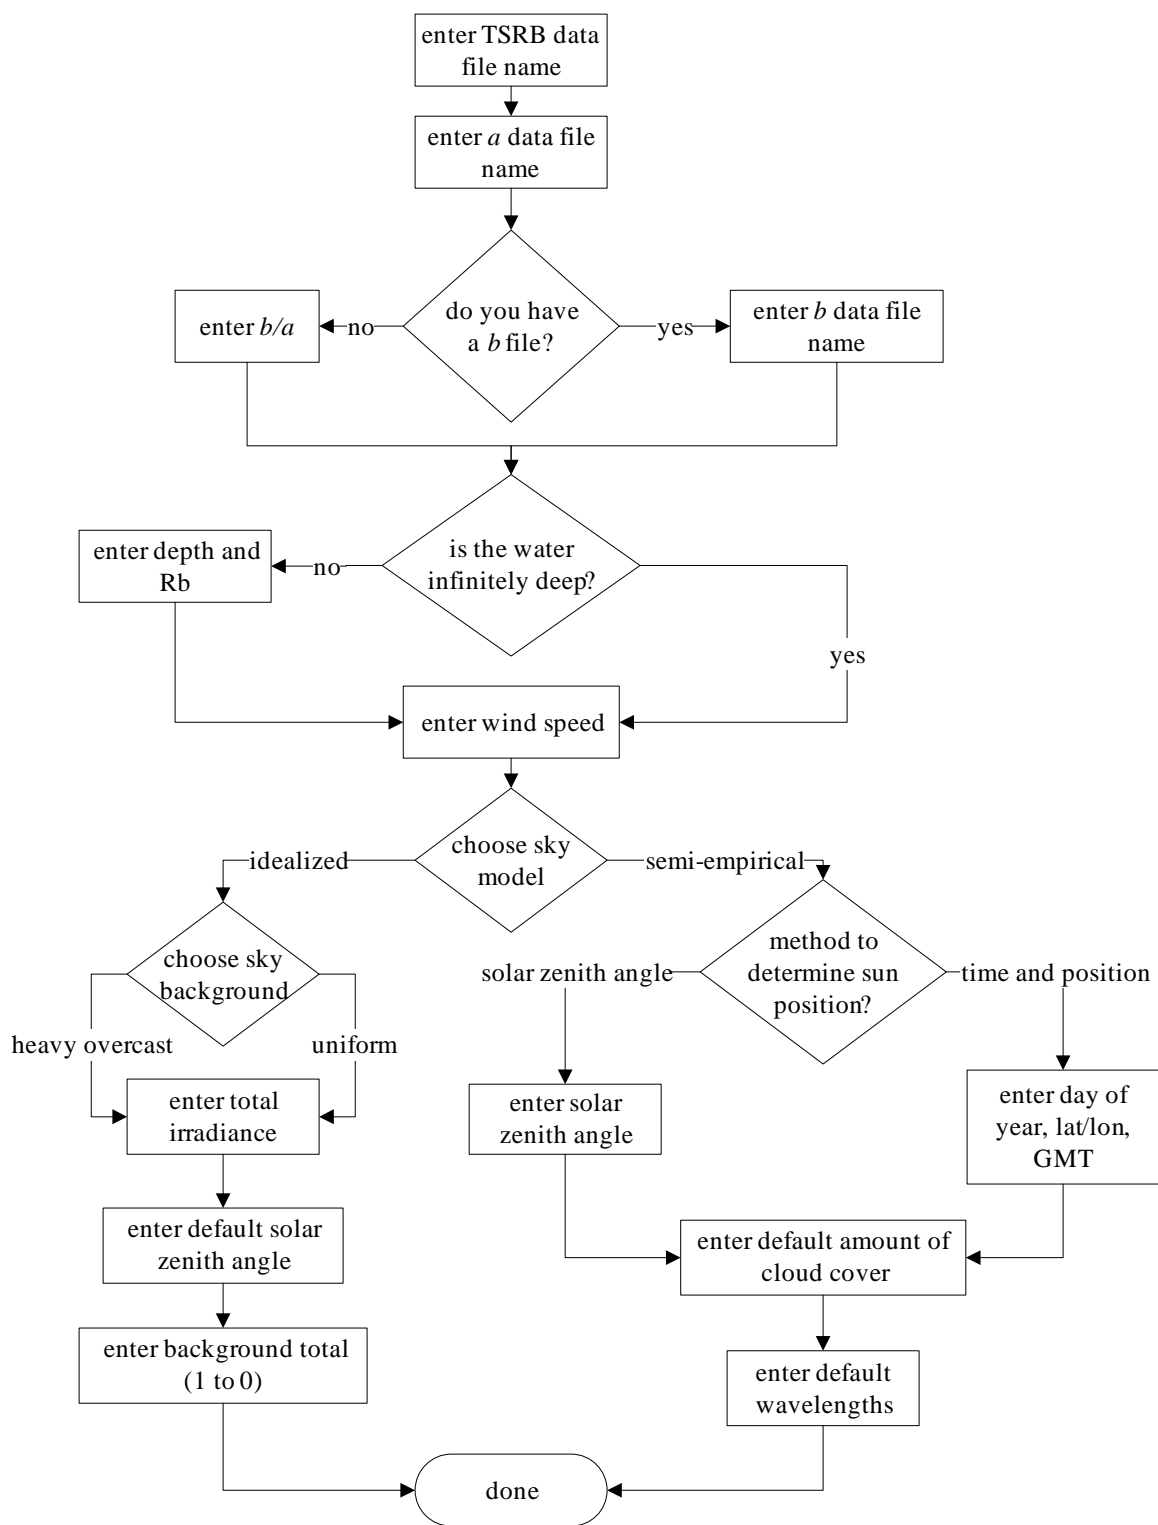 enter TSRB data
file name
enter a data file
name
do you have
a b file?
no
yes
enter b/a
enter b data file
name
is the water
infinitely deep?
no
enter depth and
Rb
yes
enter wind speed
choose sky
model
idealized
semi-empirical
choose sky
background
method to
determine sun
position?
solar zenith angle
time and position
heavy overcast
uniform
enter total
irradiance
enter solar
zenith angle
enter day of
year, lat/lon,
GMT
enter default solar
zenith angle
enter default amount of
cloud cover
enter background total
(1 to 0)
enter default
wavelengths
done